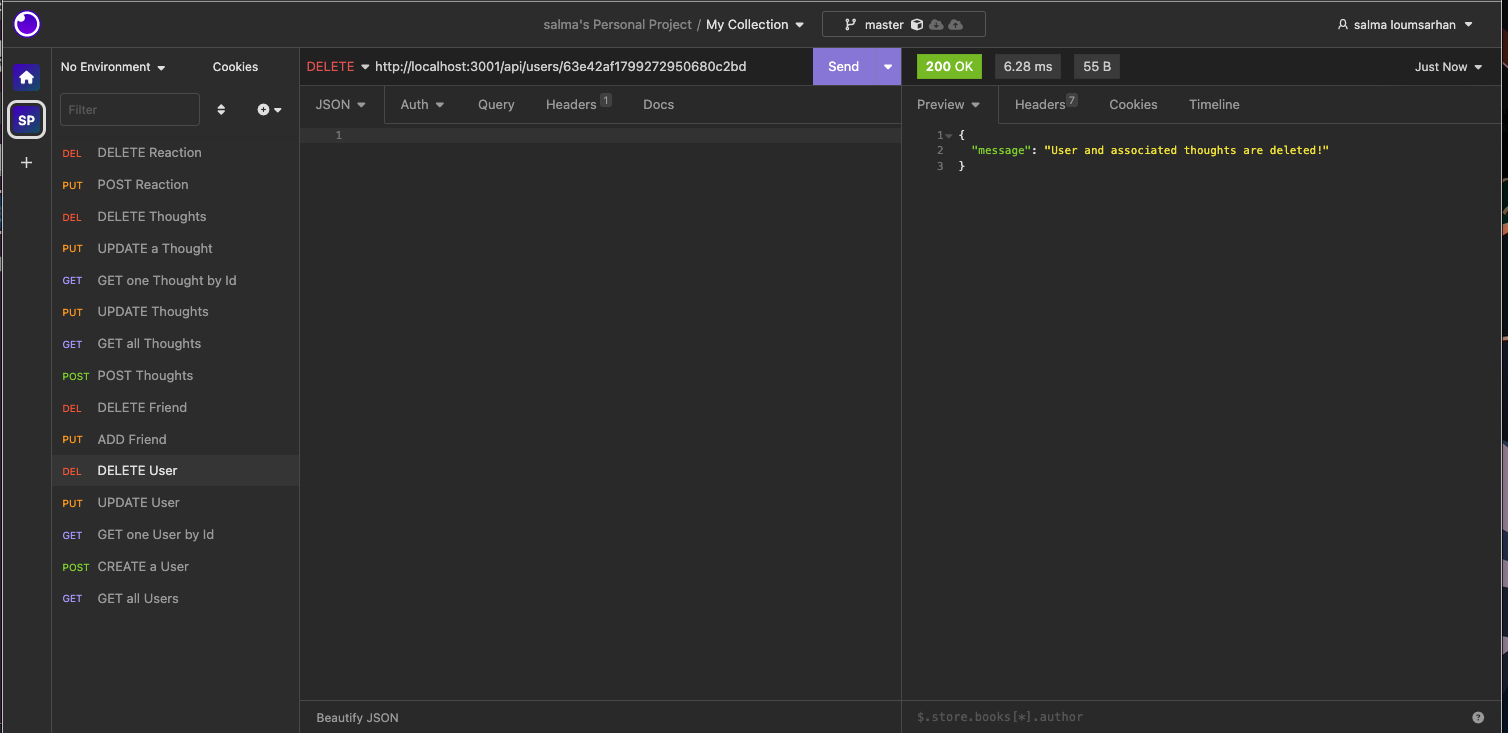 salma's Personal Project / My Collection
master
salma loumsarhan
SP
No Environment
Cookies
Filter
DEL DELETE Reaction
PUT POST Reaction
DEL DELETE Thoughts
PUT UPDATE a Thought
GET GET one Thought by Id
PUT UPDATE Thoughts
GET GET all Thoughts
POST POST Thoughts
DEL DELETE Friend
PUT ADD Friend
DEL DELETE User
PUT UPDATE User
GET GET one User by Id
POST CREATE a User
GET GET all Users
DELETE http://localhost:3001/api/users/63e42af1799272950680c2bd
Send
JSON Auth Query Headers 1 Docs
1
Beautify JSON
200 OK 6.28 ms 55 B
Just Now
Preview Headers 7 Cookies Timeline
1 {
2 "message": "User and associated thoughts are deleted!"
3 }
$.store.books[*].author
?